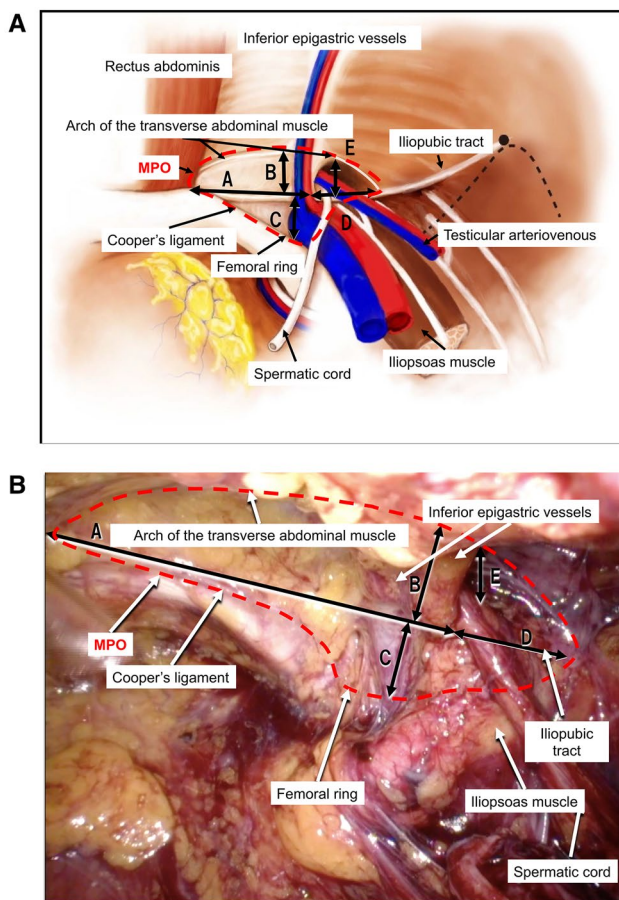 A
Inferior epigastric vessels
Rectus abdominis
Arch of the transverse abdominal muscle
E
Iliopubic tract
MPO
B
A
C
D
Cooper's ligament
Testicular arteriovenous
Femoral ring
Spermatic cord
Iliopsoas muscle
B
Inferior epigastric vessels
A
Arch of the transverse abdominal muscle
B
E
D
C
MPO
Cooper's ligament
Iliopubic
tract
Femoral ring
Iliopsoas muscle
Spermatic cord